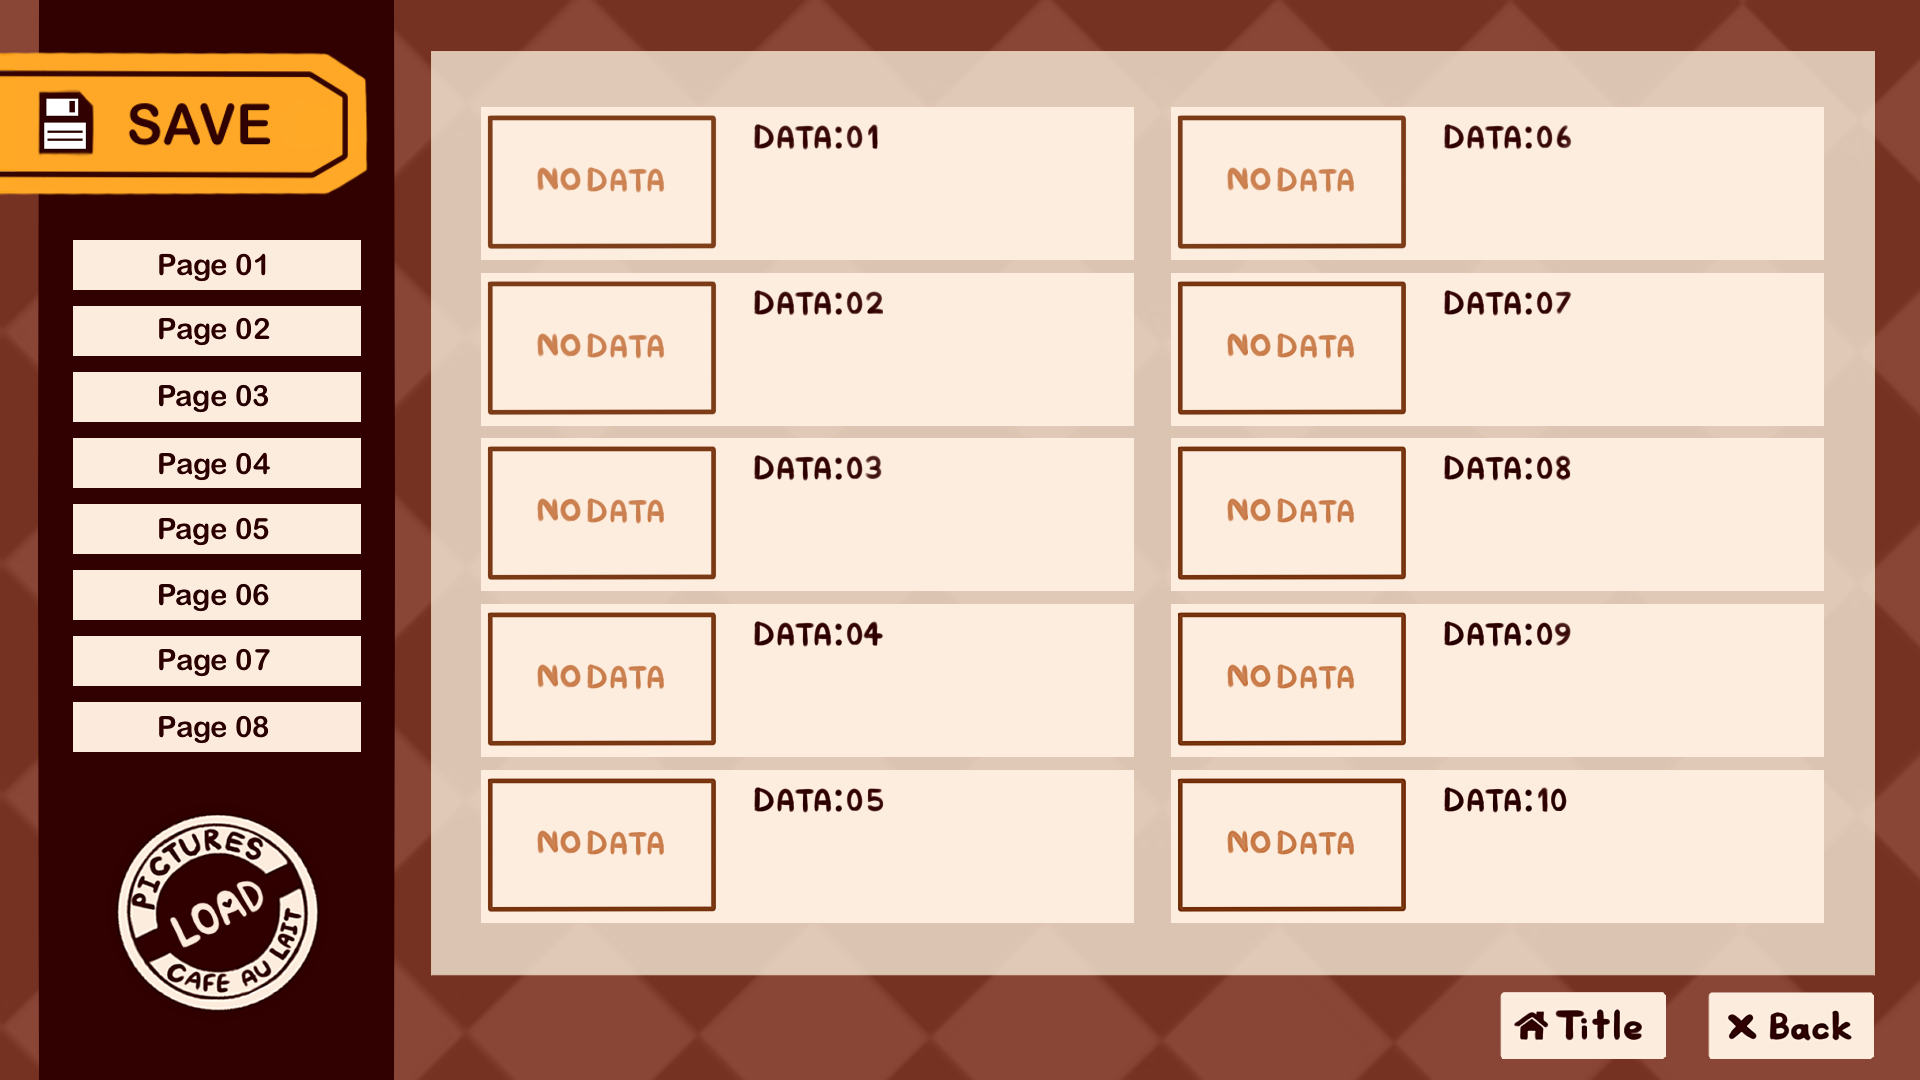 SAVE
Page 01
Page 02
Page 03
Page 04
Page 05
Page 06
Page 07
Page 08
PICTURES
LOAD
CAFE AU LAIT
DATA:01
NO DATA
DATA:02
NO DATA
DATA:03
NO DATA
DATA:04
NO DATA
DATA:05
NO DATA
DATA:06
NO DATA
DATA:07
NO DATA
DATA:08
NO DATA
DATA:09
NO DATA
DATA:10
NO DATA
Title
Back